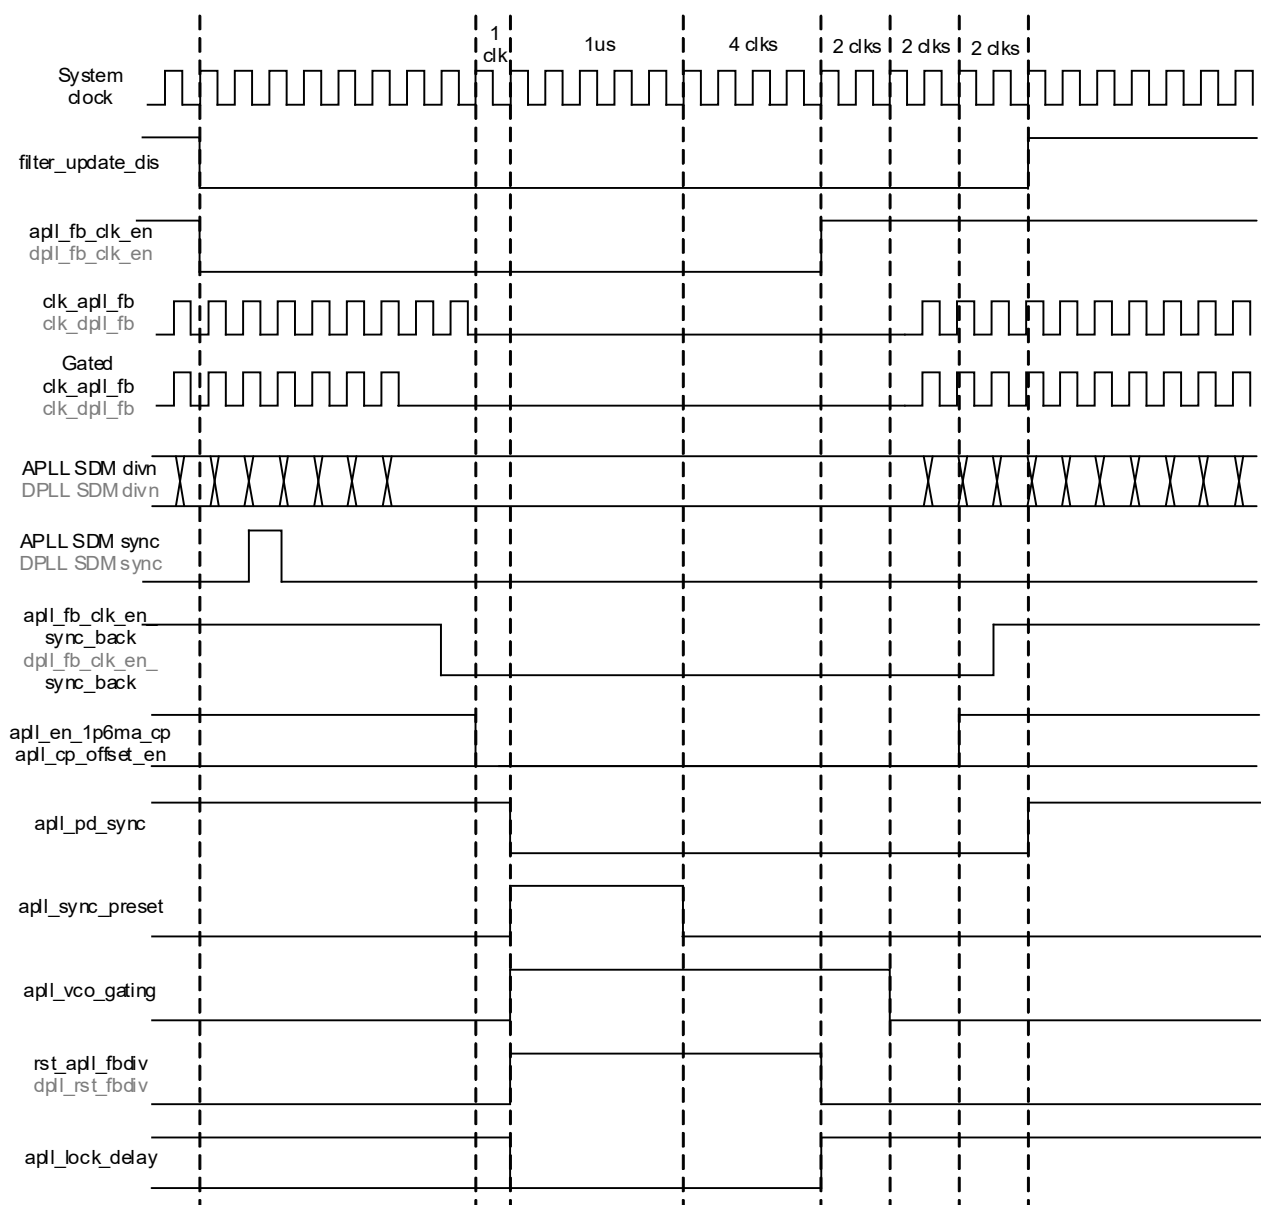 1
clk
1us
4 clks
2 clks
2 clks
2 clks
System
clock
filter_update_dis
apll_fb_clk_en
dpll_fb_clk_en
clk_apll_fb
clk_dpll_fb
Gated
clk_apll_fb
clk_dpll_fb
APLL SDM divn
DPLL SDM divn
APLL SDM sync
DPLL SDM sync
apll_fb_clk_en_
sync_back
dpll_fb_clk_en_
sync_back
apll_en_1p6ma_cp
apll_cp_offset_en
apll_pd_sync
apll_sync_preset
apll_vco_gating
rst_apll_fbdiv
dpll_rst_fbdiv
apll_lock_delay